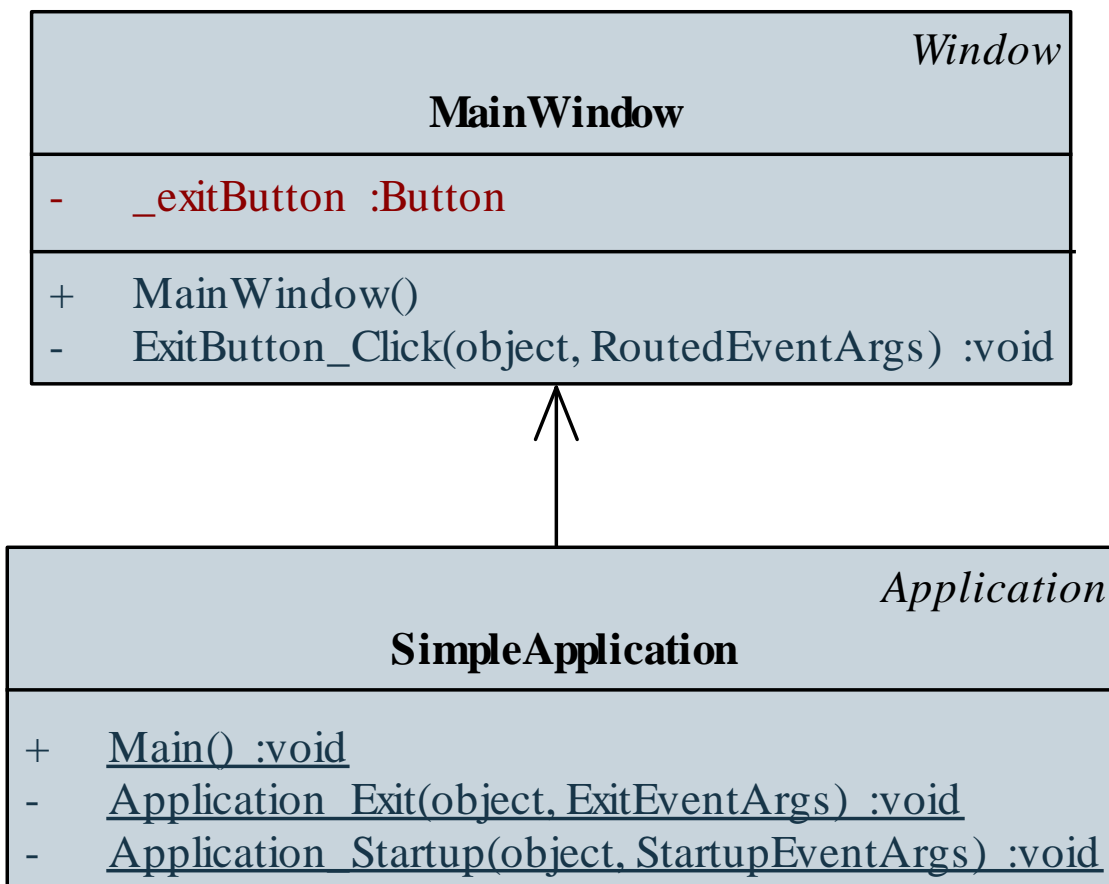 Window
MainWindow
- _exitButton :Button
+ MainWindow()
- ExitButton_Click(object, RoutedEventArgs) :void
Application
SimpleApplication
+ Main() :void
- Application_Exit(object, ExitEventArgs) :void
- Application_Startup(object, StartupEventArgs) :void